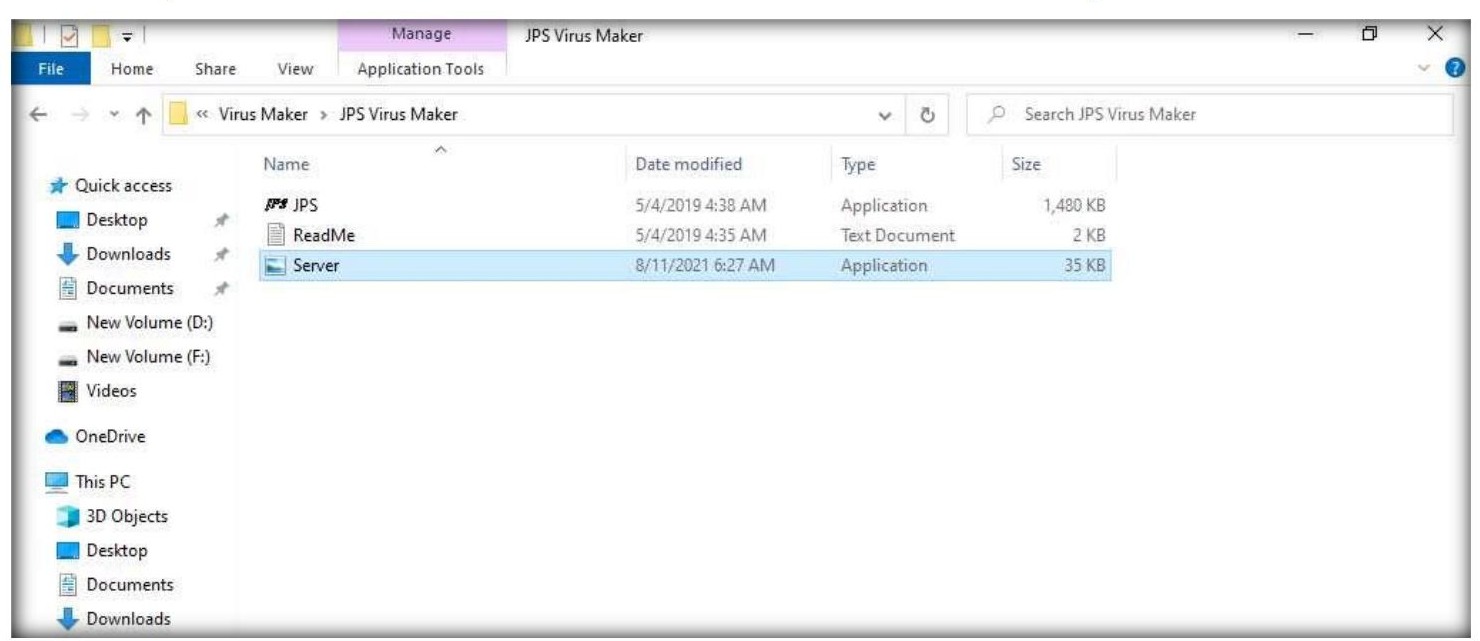 Manage JPS Virus Maker
File Home Share View Application Tools
« Virus Maker › JPS Virus Maker Search JPS Virus Maker
Name Date modified Type Size
Quick access
JPS JPS 5/4/2019 4:38 AM Application 1,480 KB
Desktop
ReadMe 5/4/2019 4:35 AM Text Document 2 KB
Downloads
Server 8/11/2021 6:27 AM Application 35 KB
Documents
New Volume (D:)
New Volume (F:)
Videos
OneDrive
This PC
3D Objects
Desktop
Documents
Downloads